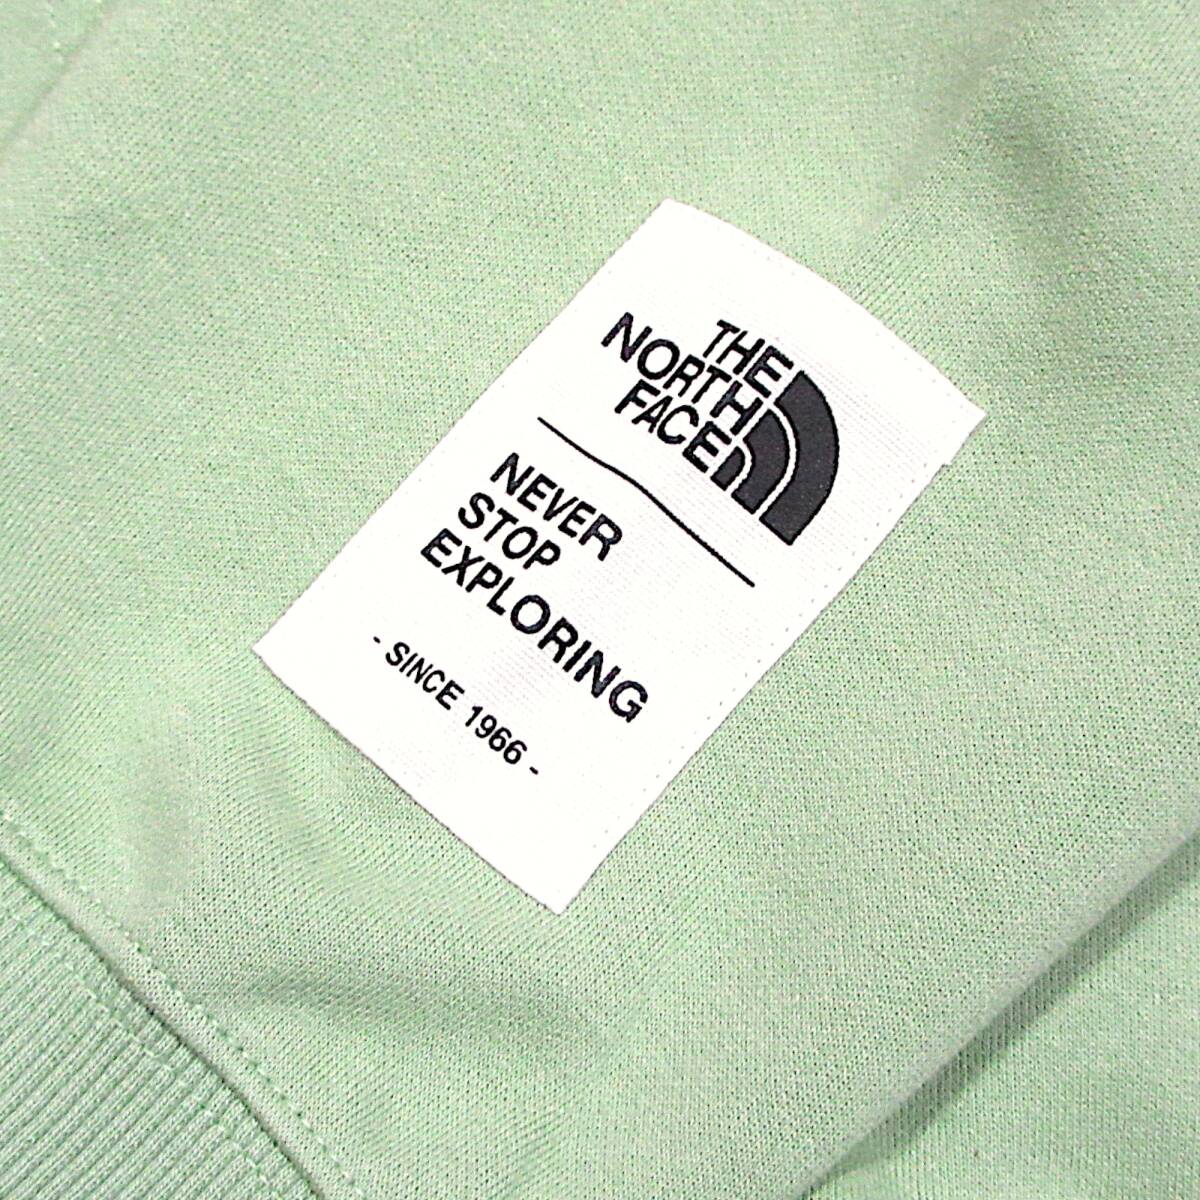 THE
NORTH
FACE
NEVER
STOP
EXPLORING
- SINCE 1966 -